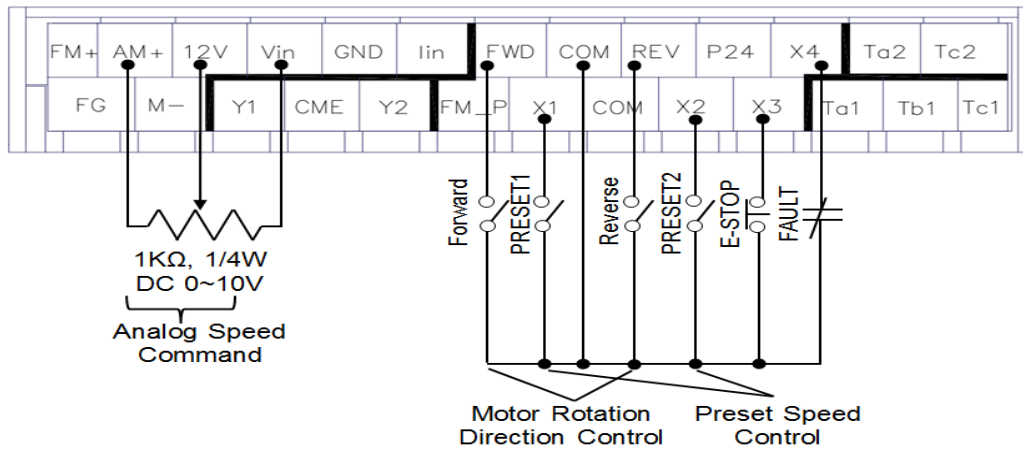 FM+ AM+ 12V Vin GND Iin FWD COM REV P24 X4 Ta2 Tc2
FG M- Y1 CME Y2 FM_P X1 COM X2 X3 Ta1 Tb1 Tc1
Forward
PRESET1
Reverse
PRESET2
E-STOP
FAULT
1KΩ, 1/4W
DC 0~10V
Analog Speed
Command
Motor Rotation
Direction Control
Preset Speed
Control